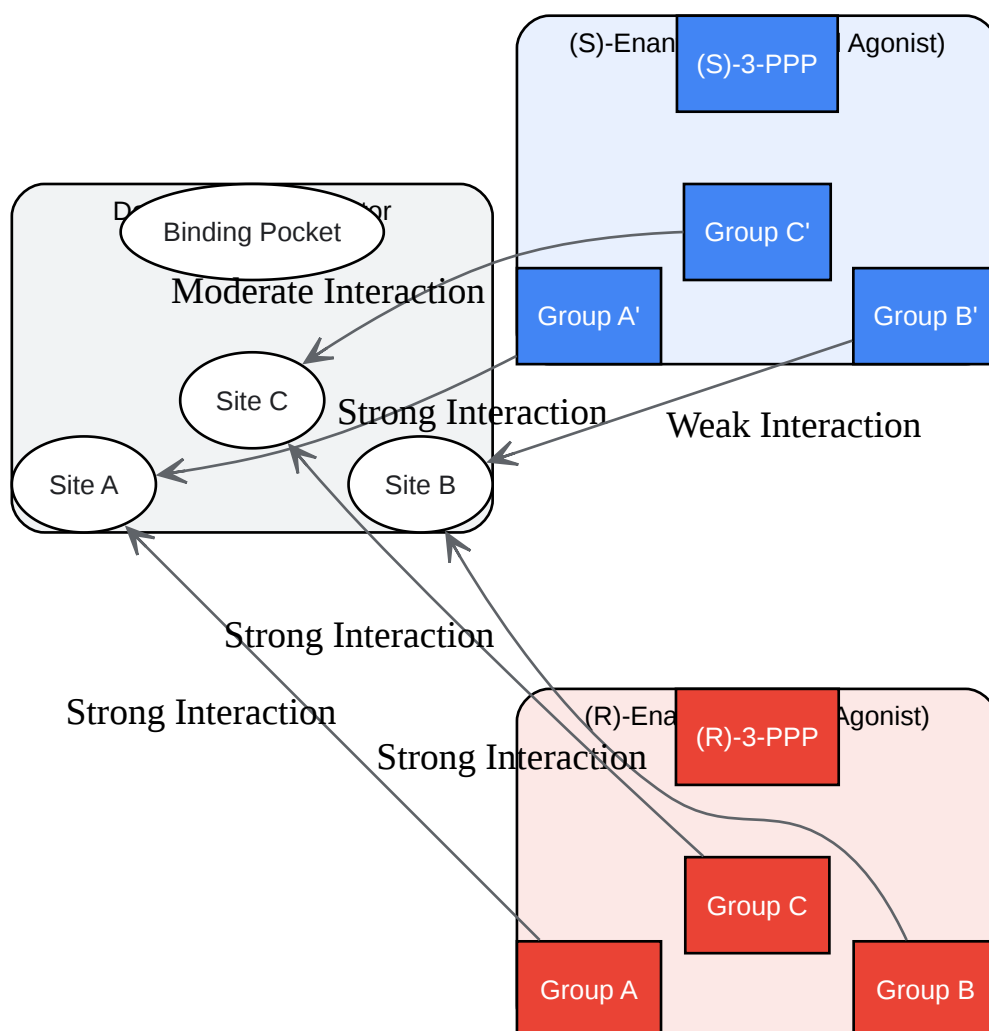 (S)-Enan Agonist)
(S)-3-PPP
Binding Pocket
Group C'
Moderate Interaction
Group A'
Group B'
Site C
Strong Interaction
Weak Interaction
Site A
Site B
Strong Interaction
Strong Interaction
(R)-Ena Agonist)
(R)-3-PPP
Strong Interaction
Group C
Group A
Group B